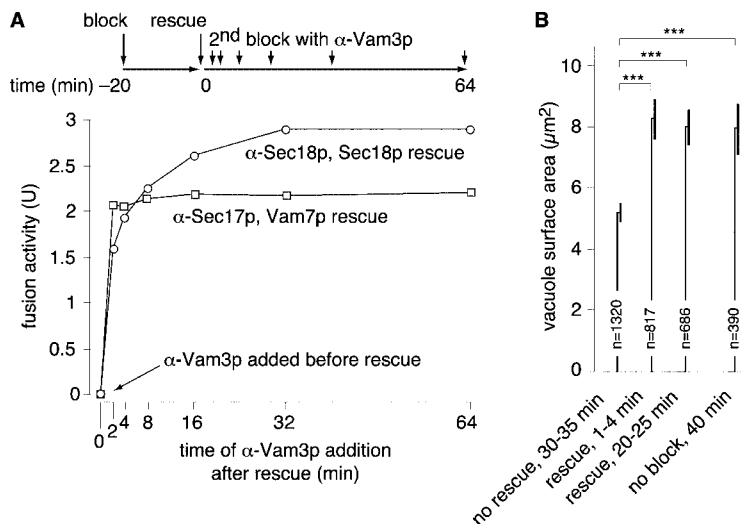 A
block
rescue
2nd block with α-Vam3p
time (min) –20
0
64
fusion activity (U)
3
2.5
2
1.5
1
0.5
0
α-Sec18p, Sec18p rescue
α-Sec17p, Vam7p rescue
α-Vam3p added before rescue
0 2 4 8 16 32 64
time of α-Vam3p addition
after rescue (min)
B
vacuole surface area (µm2)
10
8
6
4
2
0
***
***
***
n=1320
n=817
n=686
n=390
no rescue, 30-35 min
rescue, 1-4 min
rescue, 20-25 min
no block, 40 min